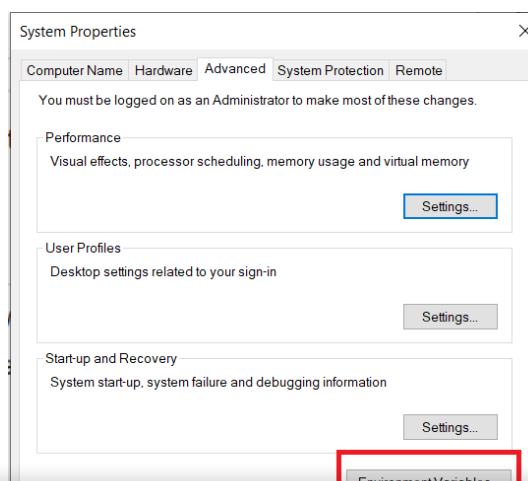 System Properties
Computer Name Hardware Advanced System Protection Remote
You must be logged on as an Administrator to make most of these changes.
Performance
Visual effects, processor scheduling, memory usage and virtual memory
Settings...
User Profiles
Desktop settings related to your sign-in
Settings...
Start-up and Recovery
System start-up, system failure and debugging information
Settings...
Environment Variables...